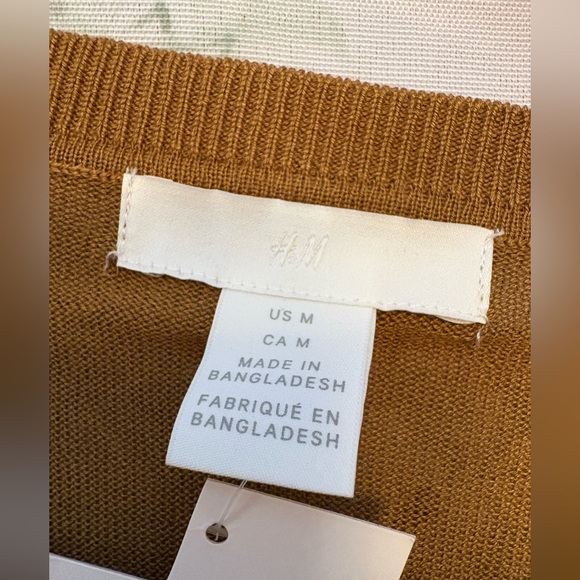 H&M
US M
CA M
MADE IN
BANGLADESH
FABRIQUÉ EN
BANGLADESH